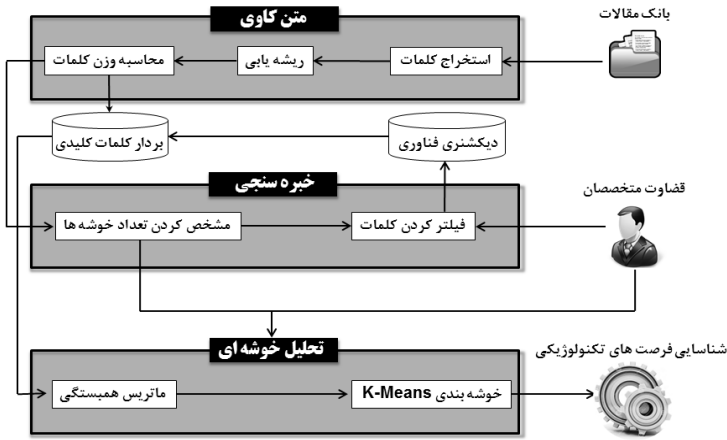 بانک مقالات
متن کاوی
استخراج کلمات
ریشه یابی
محاسبه وزن کلمات
دیکشنری فناوری
بردار کلمات کلیدی
قضاوت متخصصان
خبره سنجی
فیلتر کردن کلمات
مشخص کردن تعداد خوشه ها
شناسایی فرصت های تکنولوژیکی
تحلیل خوشه ای
خوشه بندی K-Means
ماتریس همبستگی